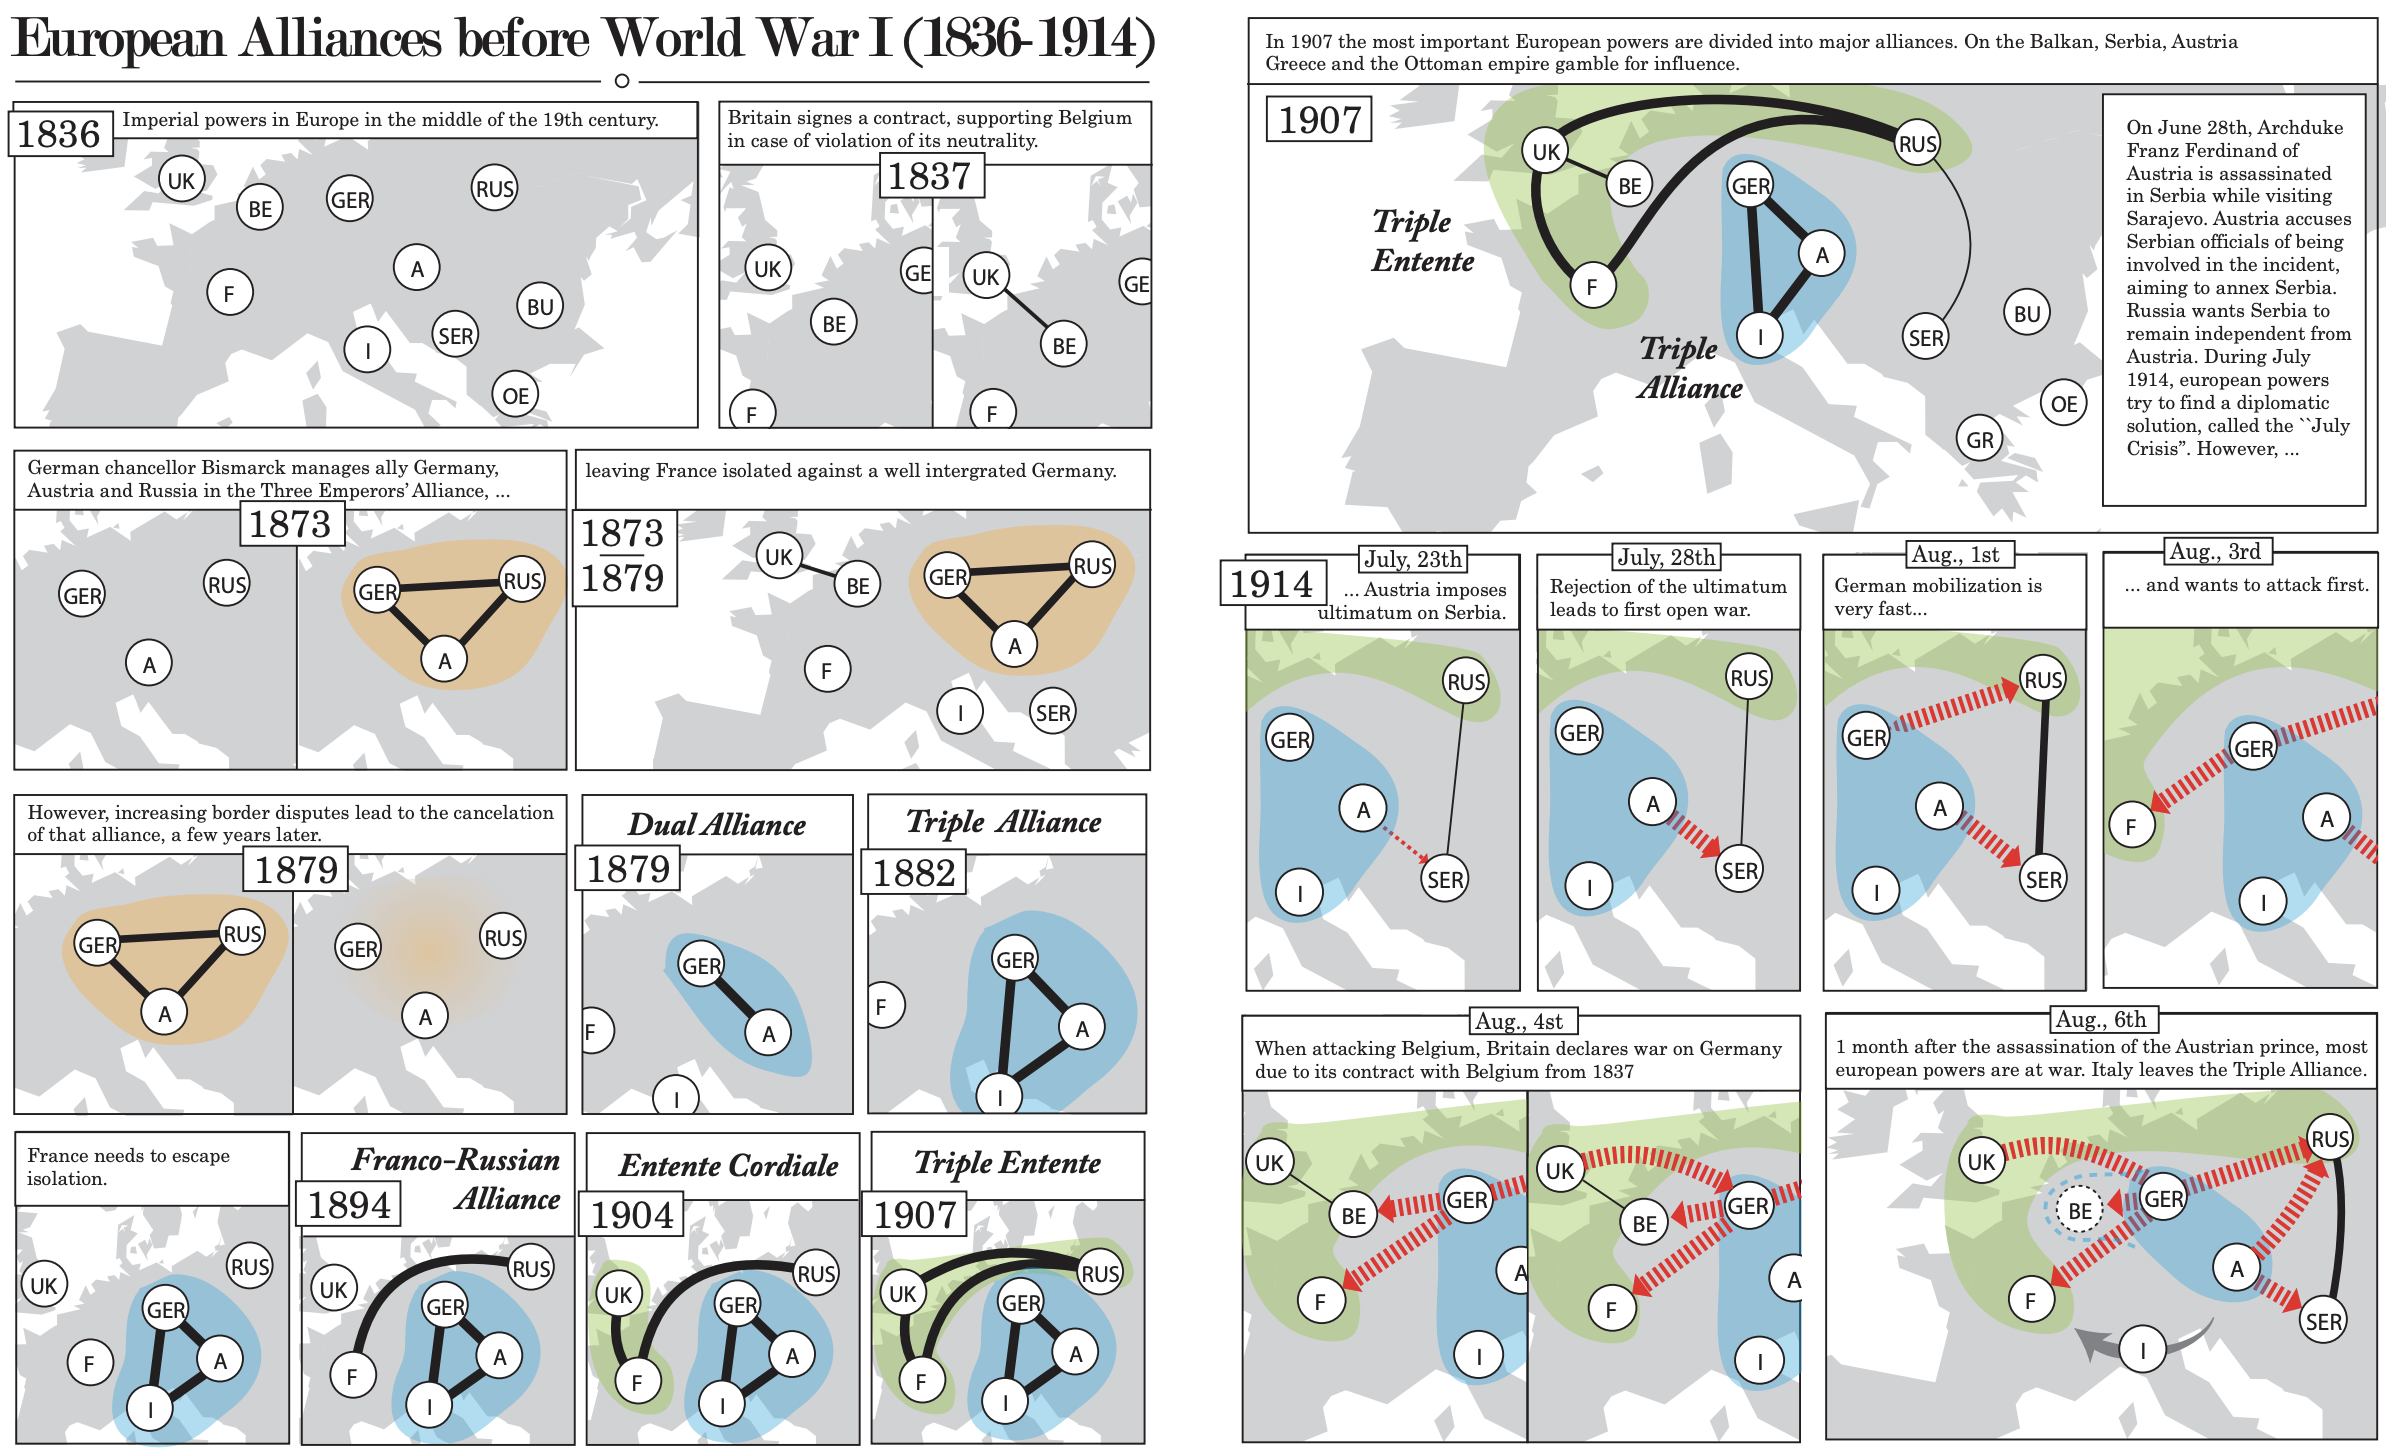 European Alliances before World War I (1836-1914)
1836
Imperial powers in Europe in the middle of the 19th century.
UK
BE
GER
RUS
F
A
I
SER
BU
OE
Britain signes a contract, supporting Belgium
in case of violation of its neutrality.
1837
UK
BE
GE
F
UK
BE
GE
F
German chancellor Bismarck manages ally Germany,
Austria and Russia in the Three Emperors' Alliance, ...
1873
GER
RUS
A
GER
RUS
A
leaving France isolated against a well intergrated Germany.
1873
1879
UK
BE
GER
RUS
A
F
I
SER
However, increasing border disputes lead to the cancelation
of that alliance, a few years later.
1879
GER
RUS
A
GER
RUS
A
Dual Alliance
1879
GER
A
F
I
Triple Alliance
1882
GER
A
F
I
France needs to escape
isolation.
UK
RUS
GER
F
A
I
Franco-Russian
Alliance
1894
UK
RUS
GER
F
A
I
Entente Cordiale
1904
UK
RUS
GER
F
A
I
Triple Entente
1907
UK
RUS
GER
F
A
I
In 1907 the most important European powers are divided into major alliances. On the Balkan, Serbia, Austria
Greece and the Ottoman empire gamble for influence.
1907
UK
BE
GER
RUS
Triple
Entente
F
A
I
SER
BU
OE
GR
Triple
Alliance
On June 28th, Archduke
Franz Ferdinand of
Austria is assassinated
in Serbia while visiting
Sarajevo. Austria accuses
Serbian officials of being
involved in the incident,
aiming to annex Serbia.
Russia wants Serbia to
remain independent from
Austria. During July
1914, european powers
try to find a diplomatic
solution, called the ``July
Crisis”. However, ...
1914
July, 23th
... Austria imposes
ultimatum on Serbia.
RUS
GER
A
SER
I
July, 28th
Rejection of the ultimatum
leads to first open war.
RUS
GER
A
SER
I
Aug., 1st
German mobilization is
very fast...
RUS
GER
A
SER
I
Aug., 3rd
... and wants to attack first.
GER
F
A
I
Aug., 4st
When attacking Belgium, Britain declares war on Germany
due to its contract with Belgium from 1837
UK
BE
GER
F
A
I
UK
BE
GER
F
A
I
Aug., 6th
1 month after the assassination of the Austrian prince, most
european powers are at war. Italy leaves the Triple Alliance.
UK
RUS
BE
GER
F
A
SER
I